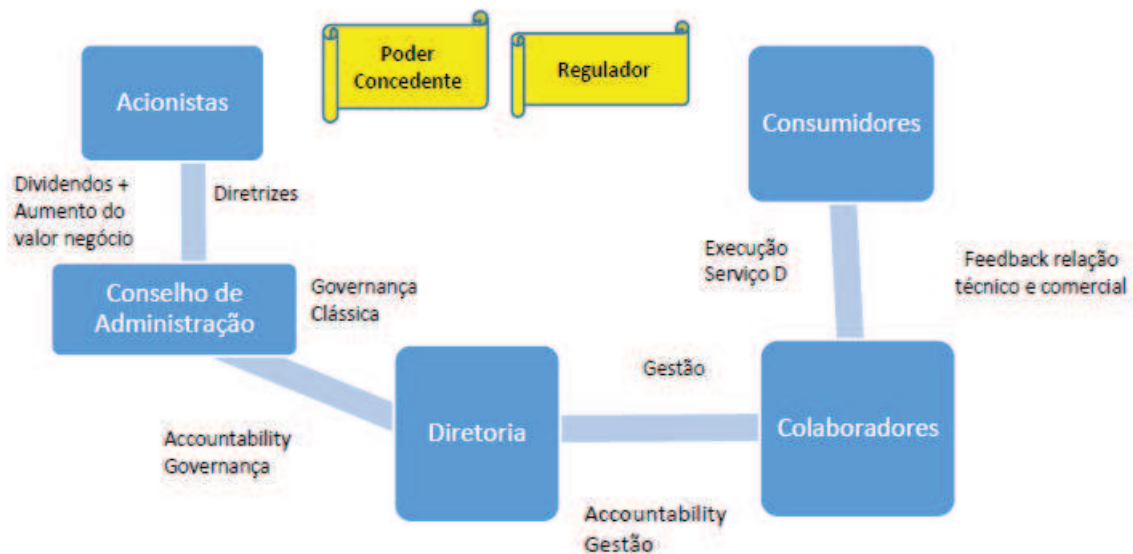 Poder
Concedente
Regulador
Acionistas
Consumidores
Dividendos +
Aumento do
valor negócio
Diretrizes
Execução
Serviço D
Feedback relação
técnico e comercial
Conselho de
Administração
Governança
Clássica
Gestão
Diretoria
Colaboradores
Accountability
Governança
Accountability
Gestão